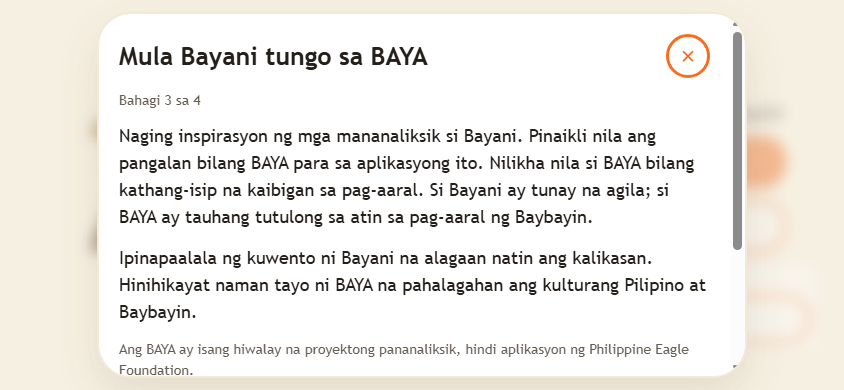 Mula Bayani tungo sa BAYA
Bahagi 3 sa 4
Naging inspirasyon ng mga mananaliksik si Bayani. Pinaikli nila ang
pangalan bilang BAYA para sa aplikasyong ito. Nilikha nila si BAYA bilang
kathang-isip na kaibigan sa pag-aaral. Si Bayani ay tunay na agila; si
BAYA ay tauhang tutulong sa atin sa pag-aaral ng Baybayin.
Ipinapaalala ng kuwento ni Bayani na alagaan natin ang kalikasan.
Hinihikayat naman tayo ni BAYA na pahalagahan ang kulturang Pilipino at
Baybayin.
Ang BAYA ay isang hiwalay na proyektong pananaliksik, hindi aplikasyon ng Philippine Eagle
Foundation.